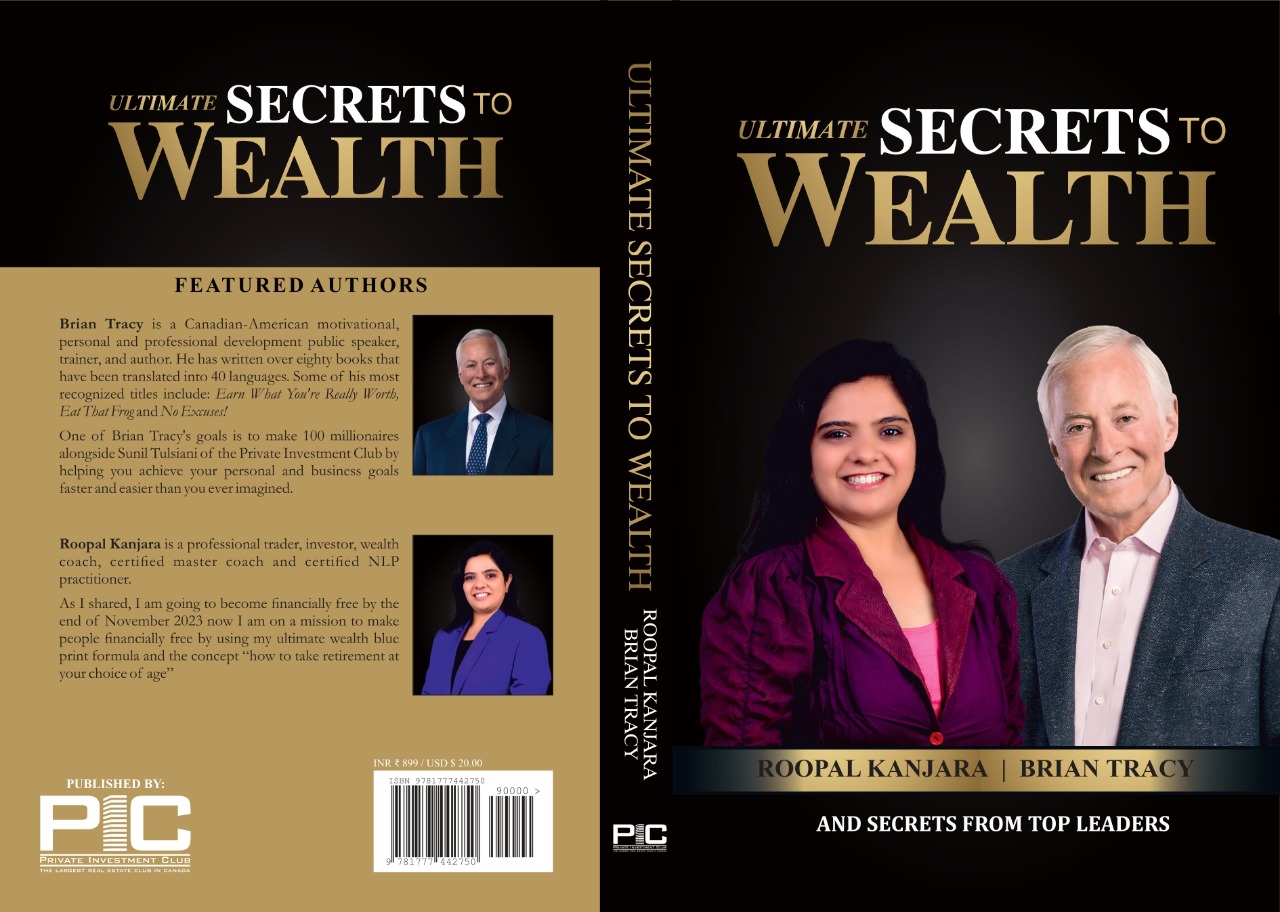 ULTIMATE SECRETS TO
WEALTH
FEATURED AUTHORS
Brian Tracy is a Canadian-American motivational,
personal and professional development public speaker,
trainer, and author. He has written over eighty books that
have been translated into 40 languages. Some of his most
recognized titles include: Earn What You're Really Worth,
Eat That Frog and No Excuses!
One of Brian Tracy's goals is to make 100 millionaires
alongside Sunil Tulsiani of the Private Investment Club by
helping you achieve your personal and business goals
faster and easier than you ever imagined.
Roopal Kanjara is a professional trader, investor, wealth
coach, certified master coach and certified NLP
practitioner.
As I shared, I am going to become financially free by the
end of November 2023 now I am on a mission to make
people financially free by using my ultimate wealth blue
print formula and the concept “how to take retirement at
your choice of age”
PUBLISHED BY:
PIC
PRIVATE INVESTMENT CLUB
THE LARGEST REAL ESTATE CLUB IN CANADA
INR ₹ 899 / USD $ 20.00
ISBN 9781777442750
90000 >
9 781777 442750
ULTIMATE SECRETS TO WEALTH
ROOPAL KANJARA
BRIAN TRACY
PIC
PRIVATE INVESTMENT CLUB
ULTIMATE SECRETS TO
WEALTH
ROOPAL KANJARA | BRIAN TRACY
AND SECRETS FROM TOP LEADERS